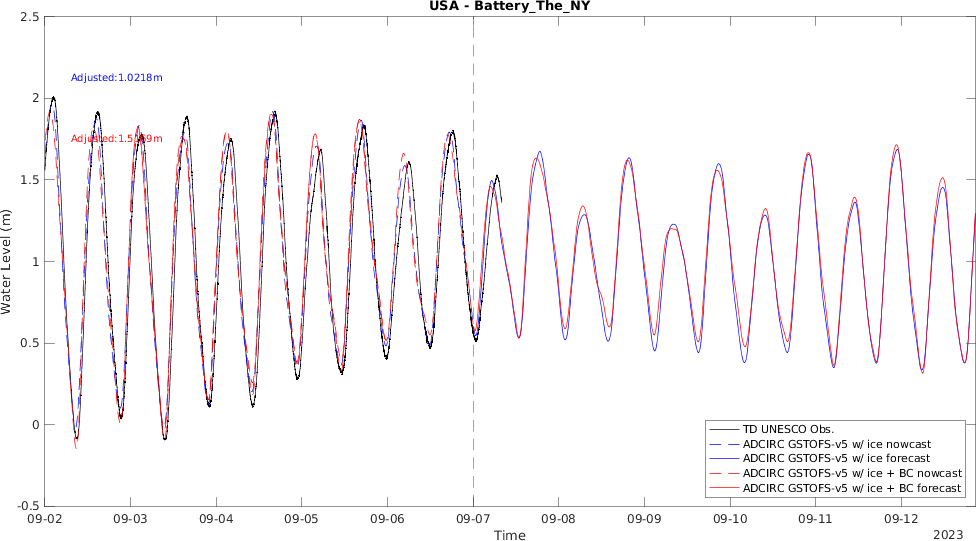 USA - Battery_The_NY
2.5
2
1.5
1
0.5
0
-0.5
Water Level (m)
Adjusted:1.0218m
09-02
09-03
09-04
09-05
09-06
09-07
09-08
09-09
09-10
09-11
09-12
Time
2023
TD UNESCO Obs.
ADCIRC GSTOFS-v5 w/ ice nowcast
ADCIRC GSTOFS-v5 w/ ice forecast
ADCIRC GSTOFS-v5 w/ ice + BC nowcast
ADCIRC GSTOFS-v5 w/ ice + BC forecast